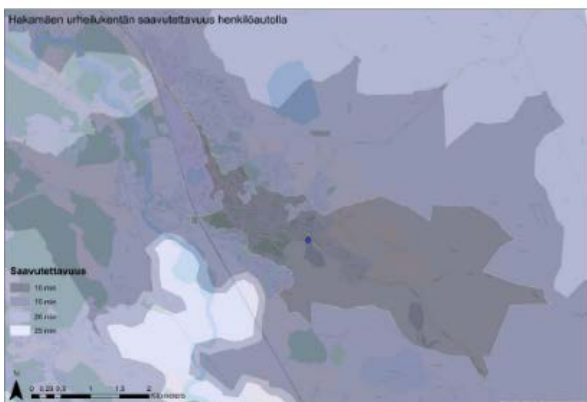 Hakamäen urheilukentän saavutettavuus henkilöautolla
Saavutettavuus
10 min
15 min
20 min
25 min
N
0 0,25 0,5 1 1,5 2
Kilometers